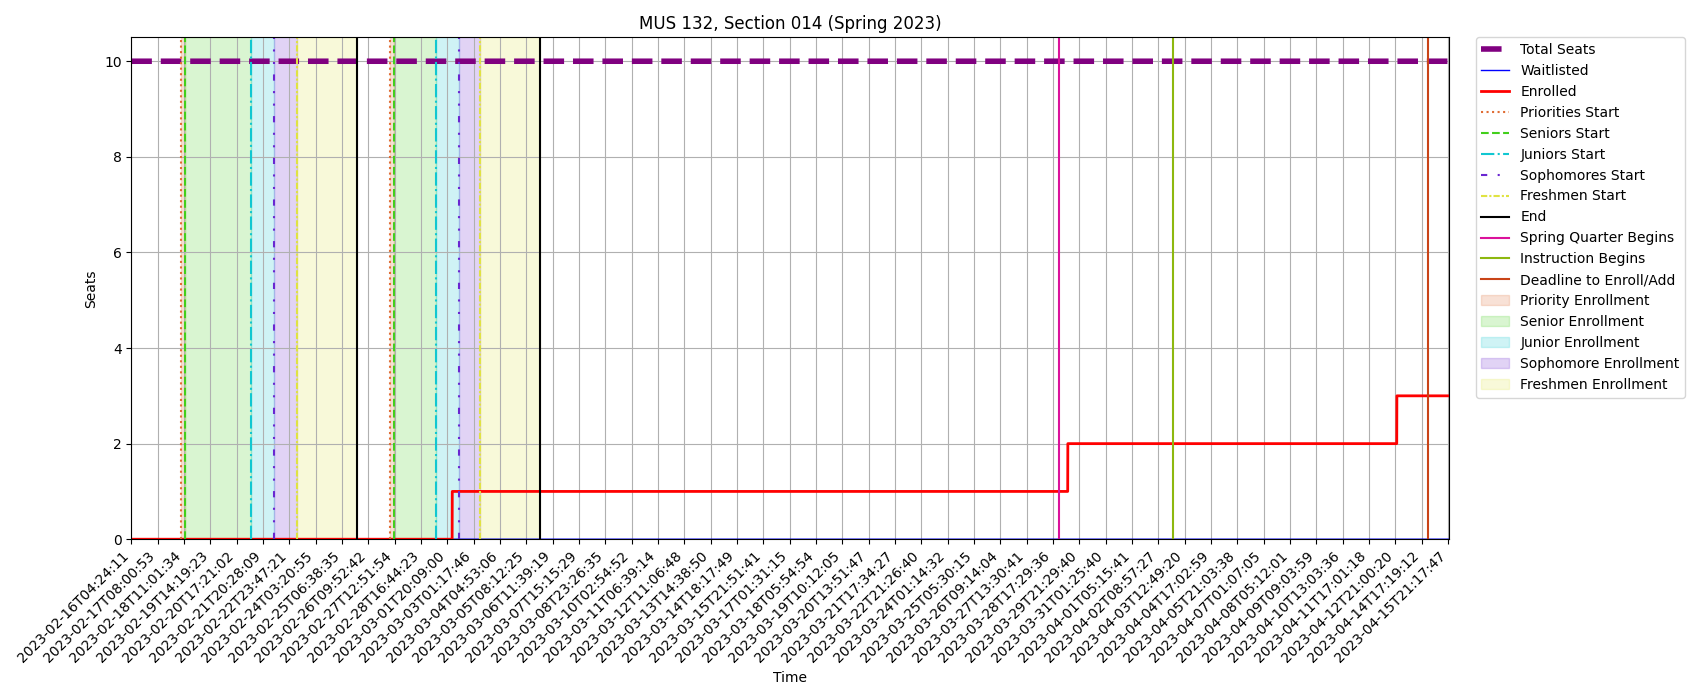 MUS 132, Section 014 (Spring 2023)
10
8
6
4
2
0
Seats
2023-02-16T04:24:11
2023-02-17T08:00:53
2023-02-18T11:01:34
2023-02-19T14:19:23
2023-02-20T17:21:02
2023-02-21T20:28:09
2023-02-22T23:47:21
2023-02-24T03:20:55
2023-02-25T06:38:35
2023-02-26T09:52:42
2023-02-27T12:51:54
2023-02-28T16:44:23
2023-03-01T20:09:00
2023-03-03T01:17:46
2023-03-04T04:53:06
2023-03-05T08:12:25
2023-03-06T11:39:19
2023-03-07T15:15:29
2023-03-08T23:26:35
2023-03-10T02:54:52
2023-03-11T06:39:14
2023-03-12T11:06:48
2023-03-13T14:38:50
2023-03-14T18:17:49
2023-03-15T21:51:41
2023-03-17T01:31:15
2023-03-18T05:54:54
2023-03-19T10:12:05
2023-03-20T13:51:47
2023-03-21T17:34:27
2023-03-22T21:26:40
2023-03-24T01:14:32
2023-03-25T05:30:15
2023-03-26T09:14:04
2023-03-27T13:30:41
2023-03-28T17:29:36
2023-03-29T21:29:40
2023-03-31T01:25:40
2023-04-01T05:15:41
2023-04-02T08:57:27
2023-04-03T12:49:20
2023-04-04T17:02:59
2023-04-05T21:03:38
2023-04-07T01:07:05
2023-04-08T05:12:01
2023-04-09T09:03:59
2023-04-10T13:03:36
2023-04-11T17:01:18
2023-04-12T21:00:20
2023-04-14T17:19:12
2023-04-15T21:17:47
Time
Total Seats
Waitlisted
Enrolled
Priorities Start
Seniors Start
Juniors Start
Sophomores Start
Freshmen Start
End
Spring Quarter Begins
Instruction Begins
Deadline to Enroll/Add
Priority Enrollment
Senior Enrollment
Junior Enrollment
Sophomore Enrollment
Freshmen Enrollment